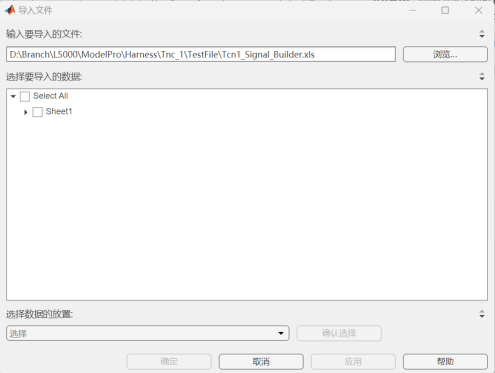 导入文件
输入要导入的文件:
D:\Branch\L5000\ModelPro\Harness\Tnc_1\TestFile\Tcn1_Signal_Builder.xls
浏览...
选择要导入的数据:
Select All
Sheet1
选择数据的放置:
选择
确认选择
确定
取消
应用
帮助